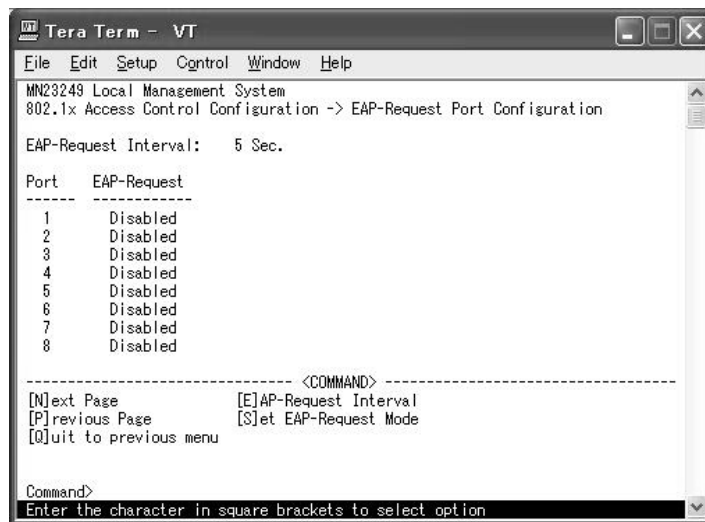 Tera Term - VT
File Edit Setup Control Window Help
MN23249 Local Management System
802.1x Access Control Configuration -> EAP-Request Port Configuration
EAP-Request Interval: 5 Sec.
Port EAP-Request
------ ------------
1 Disabled
2 Disabled
3 Disabled
4 Disabled
5 Disabled
6 Disabled
7 Disabled
8 Disabled
-------------------------------- <COMMAND> -----------------------------------
[N]ext Page [E]AP-Request Interval
[P]revious Page [S]et EAP-Request Mode
[Q]uit to previous menu
Command>
Enter the character in square brackets to select option